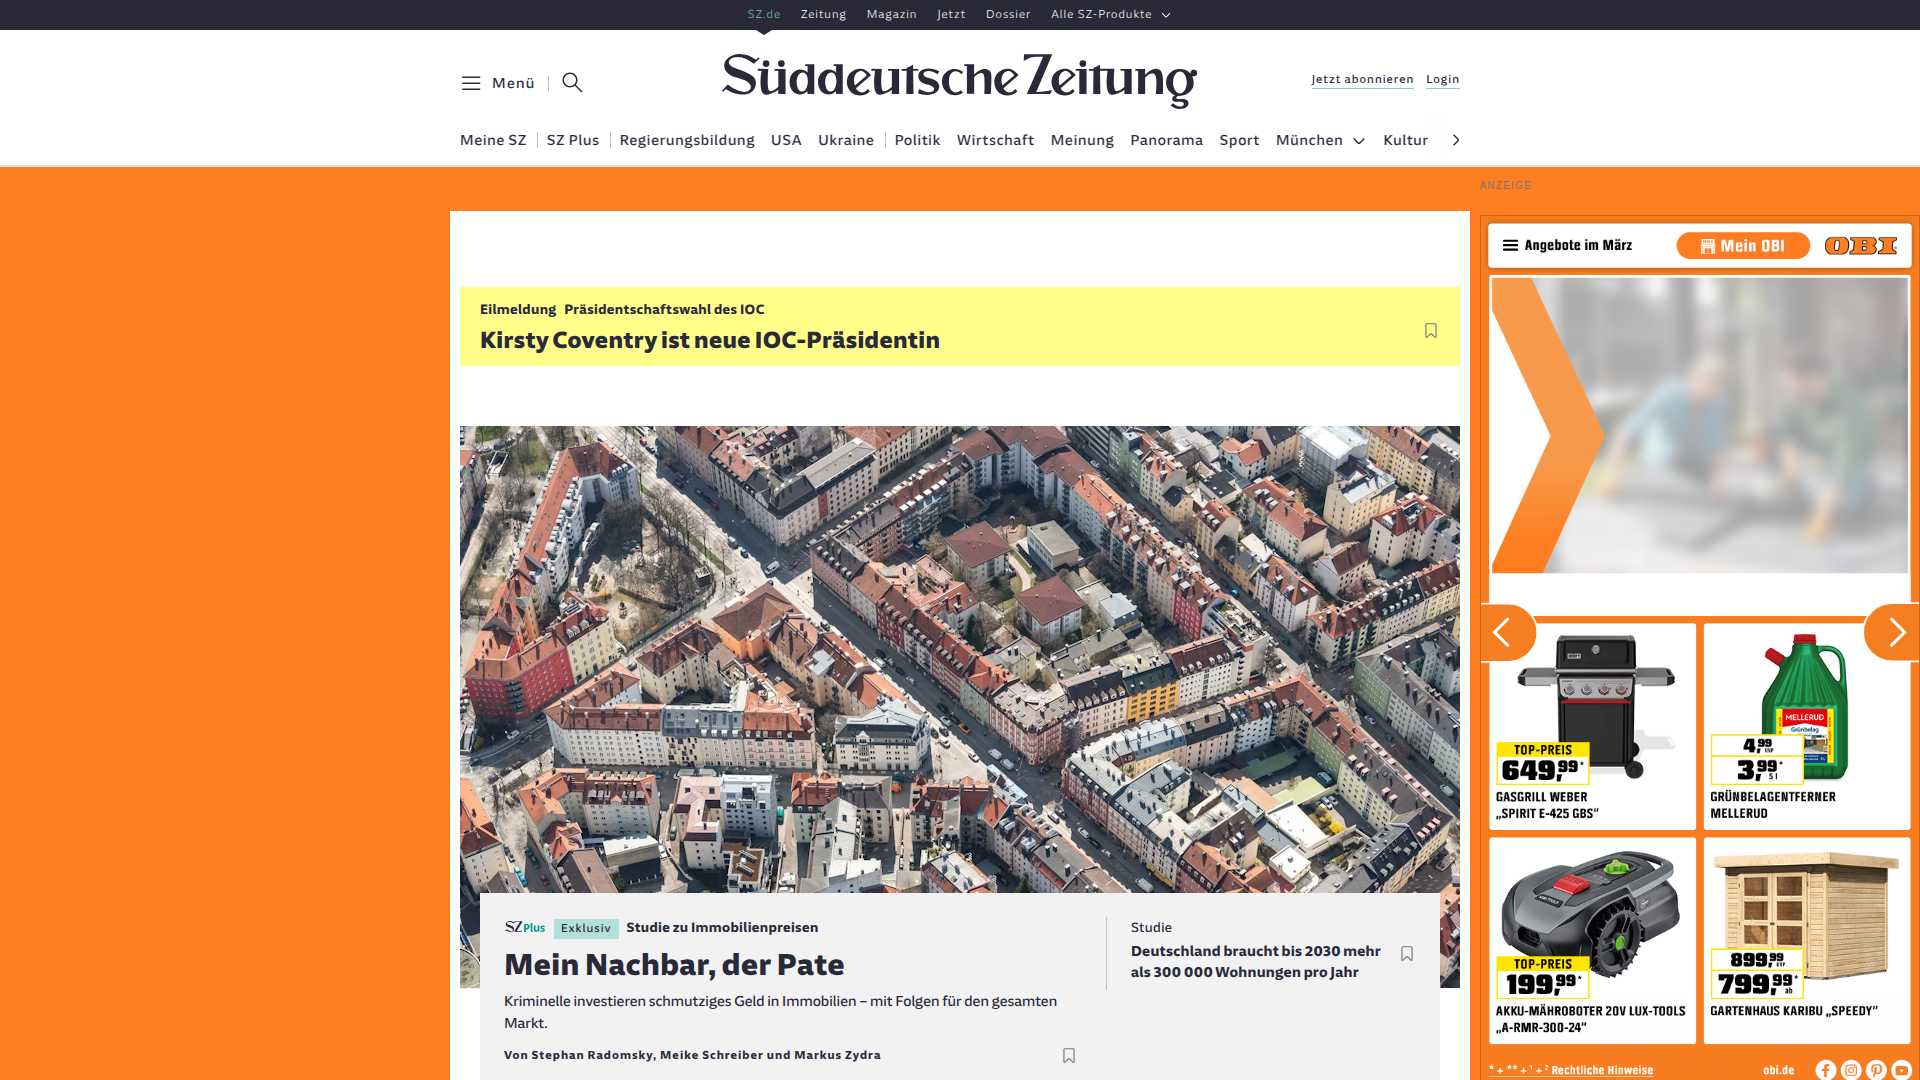 SZ.de Zeitung Magazin Jetzt Dossier Alle SZ-Produkte
Menü
Süddeutsche Zeitung
Jetzt abonnieren Login
Meine SZ SZ Plus Regierungsbildung USA Ukraine Politik Wirtschaft Meinung Panorama Sport München Kultur
ANZEIGE
Eilmeldung Präsidentschaftswahl des IOC
Kirsty Coventry ist neue IOC-Präsidentin
SZ Plus Exklusiv Studie zu Immobilienpreisen
Mein Nachbar, der Pate
Kriminelle investieren schmutziges Geld in Immobilien – mit Folgen für den gesamten
Markt.
Von Stephan Radomsky, Meike Schreiber und Markus Zydra
Studie
Deutschland braucht bis 2030 mehr
als 300 000 Wohnungen pro Jahr
Angebote im März
Mein OBI
OBI
TOP-PREIS
649,99*
GASGRILL WEBER
„SPIRIT E-425 GBS“
MELLERUD
Grünbelag
4,99 UVP
3,99* 5 l
GRÜNBELAGENTFERNER
MELLERUD
TOP-PREIS
199,99*
AKKU-MÄHROBOTER 20V LUX-TOOLS
„A-RMR-300-24“
899,99 UVP
799,99* ab
GARTENHAUS KARIBU „SPEEDY“
* + ** + ¹ + ² Rechtliche Hinweise
obi.de